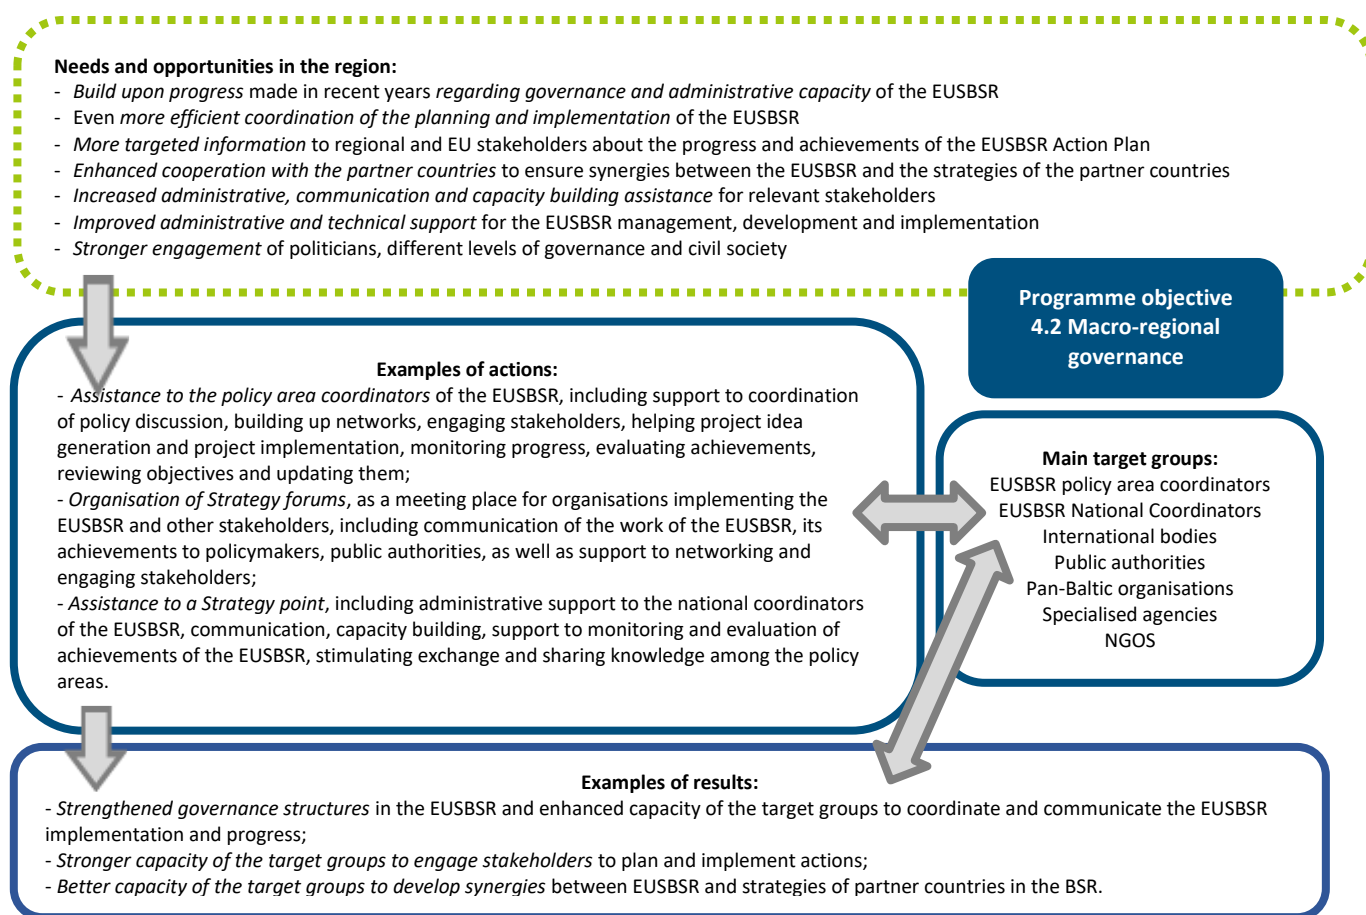 Needs and opportunities in the region:
- Build upon progress made in recent years regarding governance and administrative capacity of the EUSBSR
- Even more efficient coordination of the planning and implementation of the EUSBSR
- More targeted information to regional and EU stakeholders about the progress and achievements of the EUSBSR Action Plan
- Enhanced cooperation with the partner countries to ensure synergies between the EUSBSR and the strategies of the partner countries
- Increased administrative, communication and capacity building assistance for relevant stakeholders
- Improved administrative and technical support for the EUSBSR management, development and implementation
- Stronger engagement of politicians, different levels of governance and civil society
Programme objective
4.2 Macro-regional
governance
Examples of actions:
- Assistance to the policy area coordinators of the EUSBSR, including support to coordination
of policy discussion, building up networks, engaging stakeholders, helping project idea
generation and project implementation, monitoring progress, evaluating achievements,
reviewing objectives and updating them;
- Organisation of Strategy forums, as a meeting place for organisations implementing the
EUSBSR and other stakeholders, including communication of the work of the EUSBSR, its
achievements to policymakers, public authorities, as well as support to networking and
engaging stakeholders;
- Assistance to a Strategy point, including administrative support to the national coordinators
of the EUSBSR, communication, capacity building, support to monitoring and evaluation of
achievements of the EUSBSR, stimulating exchange and sharing knowledge among the policy
areas.
Main target groups:
EUSBSR policy area coordinators
EUSBSR National Coordinators
International bodies
Public authorities
Pan-Baltic organisations
Specialised agencies
NGOS
Examples of results:
- Strengthened governance structures in the EUSBSR and enhanced capacity of the target groups to coordinate and communicate the EUSBSR
implementation and progress;
- Stronger capacity of the target groups to engage stakeholders to plan and implement actions;
- Better capacity of the target groups to develop synergies between EUSBSR and strategies of partner countries in the BSR.